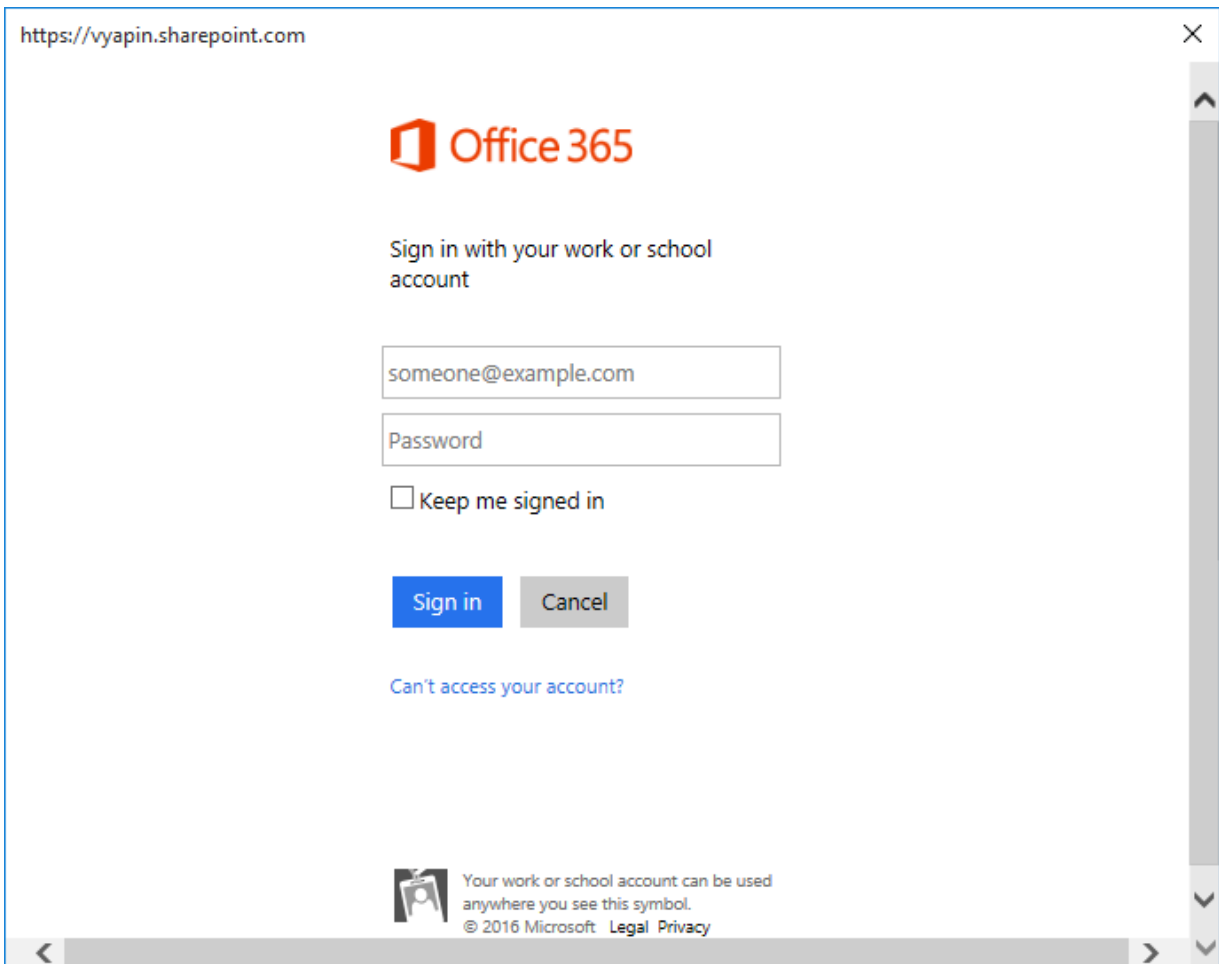 https://vyapin.sharepoint.com
Office 365
Sign in with your work or school
account
someone@example.com
Password
Keep me signed in
Sign in Cancel
Can't access your account?
Your work or school account can be used
anywhere you see this symbol.
© 2016 Microsoft Legal Privacy